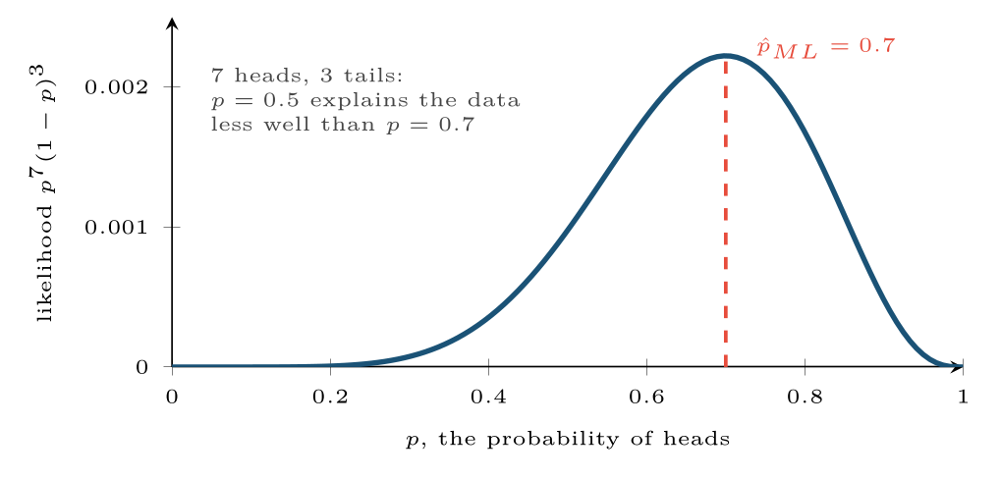 likelihood p⁷(1 − p)³
0.002
0.001
0
7 heads, 3 tails:
p = 0.5 explains the data
less well than p = 0.7
p̂_ML = 0.7
0 0.2 0.4 0.6 0.8 1
p, the probability of heads